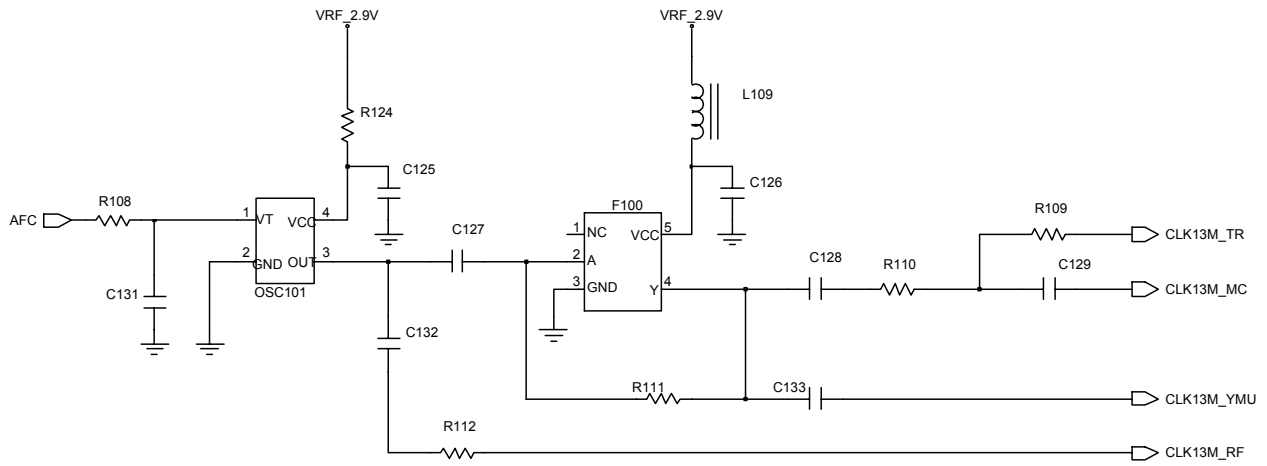 VRF_2.9V
VRF_2.9V
L109
R124
C125
C126
R108
F100
AFC
1
VT
VCC
4
1
NC
VCC
5
R109
CLK13M_TR
C127
2
GND
OUT
3
2
A
C128
R110
C129
CLK13M_MC
3
GND
Y
4
C131
OSC101
C132
R111
C133
CLK13M_YMU
R112
CLK13M_RF